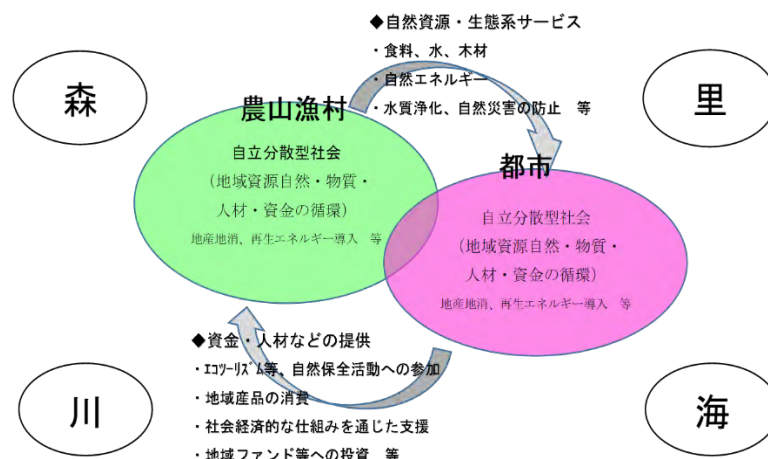 ◆自然資源・生態系サービス
・食料、水、木材
・自然エネルギー
・水質浄化、自然災害の防止　等
森
里
農山漁村
自立分散型社会
（地域資源自然・物質・
人材・資金の循環）
地産地消、再生エネルギー導入　等
都市
自立分散型社会
（地域資源自然・物質・
人材・資金の循環）
地産地消、再生エネルギー導入　等
◆資金・人材などの提供
・ｴｺツーﾘｽﾞﾑ等、自然保全活動への参加
・地域産品の消費
・社会経済的な仕組みを通じた支援
・地域ファンド等への投資　等
川
海